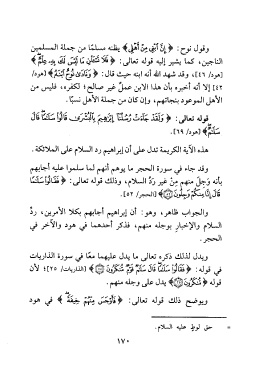 وقول نوح: ﴿ إِنَّ ٱبْنِي مِنْ أَهْلِي ﴾ يظنه مسلمًا من جملة المسلمين
الناجين، كما يشير إليه قوله تعالى: ﴿ فَلَا تَسْـَٔلْنِ مَا لَيْسَ لَكَ بِهِۦ عِلْمٌ ﴾
[هود/ ٤٦]، وقد شهد الله أنه ابنه حيث قال: ﴿ وَنَادَىٰ نُوحٌ ٱبْنَهُۥ ﴾ [هود/
٤٢] إلا أنه أخبره بأن هذا الابن عملٌ غير صالح؛ لكفره، فليس من
الأهل الموعود بنجاتهم، وإن كان من جملة الأهل نسبًا.
قوله تعالى: ﴿ وَلَقَدْ جَآءَتْ رُسُلُنَآ إِبْرَٰهِيمَ بِٱلْبُشْرَىٰ قَالُوا۟ سَلَٰمًا قَالَ
سَلَٰمٌ ﴾ [هود/ ٦٩].
هذه الآية الكريمة تدل على أن إبراهيم رد السلام على الملائكة.
وقد جاء في سورة الحجر ما يوهم أنهم لما سلموا عليه أجابهم
بأنه وَجِلٌ منهم من غير رَدِّ السلام، وذلك قوله تعالى: ﴿ فَقَالُوا۟ سَلَٰمًا
قَالَ إِنَّا مِنكُمْ وَجِلُونَ ﴾ [الحجر/ ٥٢].
والجواب ظاهر، وهو: أن إبراهيم أجابهم بكلا الأمرين، ردُّ
السلام والإخبار بوجله منهم، فذكر أحدهما في هود والآخر في
الحجر.
ويدل لذلك ذكره تعالى ما يدل عليهما معًا في سورة الذاريات
في قوله: ﴿ فَقَالُوا۟ سَلَٰمًا قَالَ سَلَٰمٌ قَوْمٌ مُّنكَرُونَ ﴾ [الذاريات/ ٢٥]؛ لأن
قوله: ﴿ مُّنكَرُونَ ﴾ يدل على وجله منهم.
ويوضح ذلك قوله تعالى: ﴿ فَأَوْجَسَ مِنْهُمْ خِيفَةً ﴾ في هود
* حق لوط عليه السلام.
١٧٠